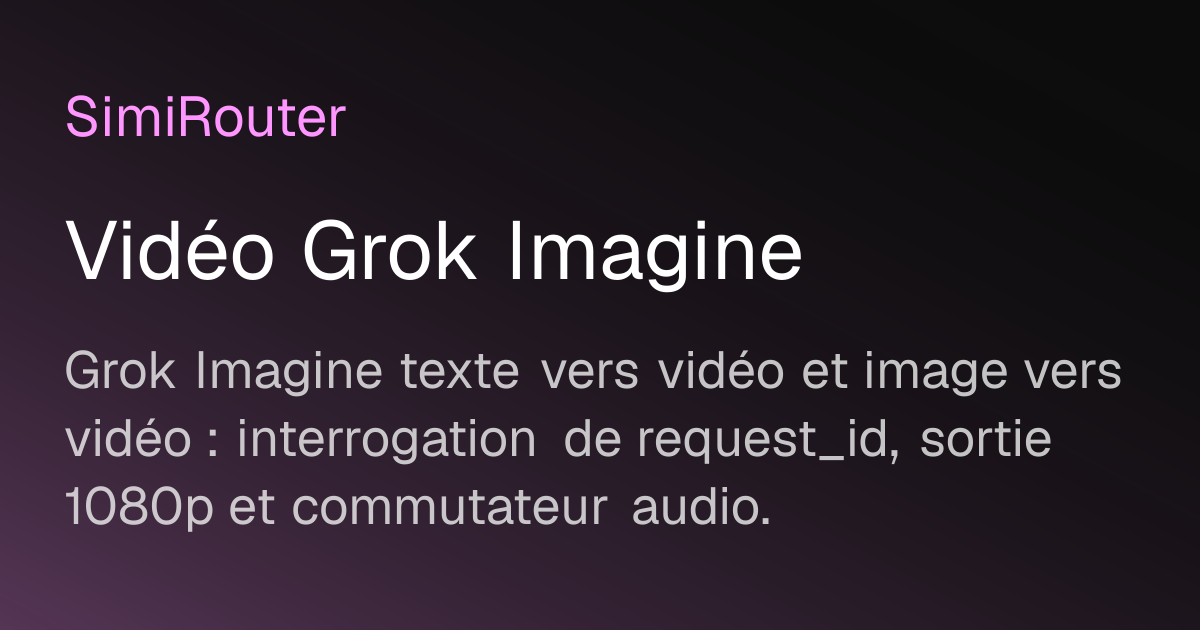 SimiRouter
Vidéo Grok Imagine
Grok Imagine texte vers vidéo et image vers
vidéo : interrogation de request_id, sortie
1080p et commutateur audio.